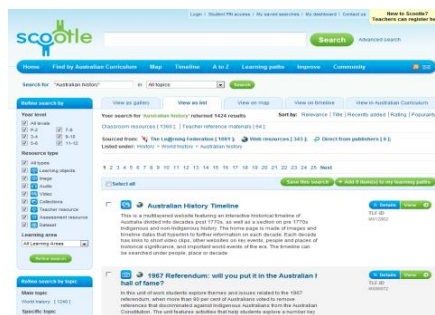 Login | Student PIN access | My saved searches | My dashboard | Contact us
New to Scootle?
Teachers can register here
scootle
Search
Advanced search
Home Find by Australian Curriculum Map Timeline A to Z Learning paths Improve Community
Search for "Australian history" in All topics Search
Refine search by
Year level
All levels
P-2 7-8
3-4 9-10
5-6 11-12
Resource type
All types
Learning objects
Image
Audio
Video
Collections
Teacher resource
Assessment resource
Dataset
Learning area
All Learning Areas
Refine search
Refine search by topic
Main topic
World history [ 1240 ]
Specific topic
View as gallery View as list View on map View on timeline View in Australian Curriculum
Your search for "Australian history" returned 1424 results
Sort by: Relevance | Title | Recently added | Rating | Popularity
Classroom resources [ 1360 ] | Teacher reference materials [ 64 ]
Sourced from: The Le@rning Federation [ 1091 ] Web resources [ 343 ] Direct from publishers [ 4 ]
Listed under: History > World history > Australian history
1 2 3 4 5 6 7 8 9 10 11 12 13 14 15 16 17 18 19 20 21 22 23 24 25 Next
Select all
Save this search
+ Add 0 item(s) to my learning paths
Australian History Timeline
This is a multilayered website featuring an interactive historical timeline of
Australia divided into decades post 1770s, as well as a section on pre 1770s
Indigenous and non-Indigenous history. The home page is made of images and
timeline dates that hyperlink to further information on each decade. Each decade
has links to short video clips, other websites on key events, people and places of
historical significance, and important world events of the era. The timeline can
be searched under people, place or decade
Details View
TLF ID
1967 Referendum: will you put it in the Australian hall of fame?
In this unit of work students explore themes and issues related to the 1967
referendum, when more than 90 per cent of Australians voted to remove
references that discriminated against Indigenous Australians from the Australian
Constitution. The unit features activities that help students explore a number key
Details View
TLF ID